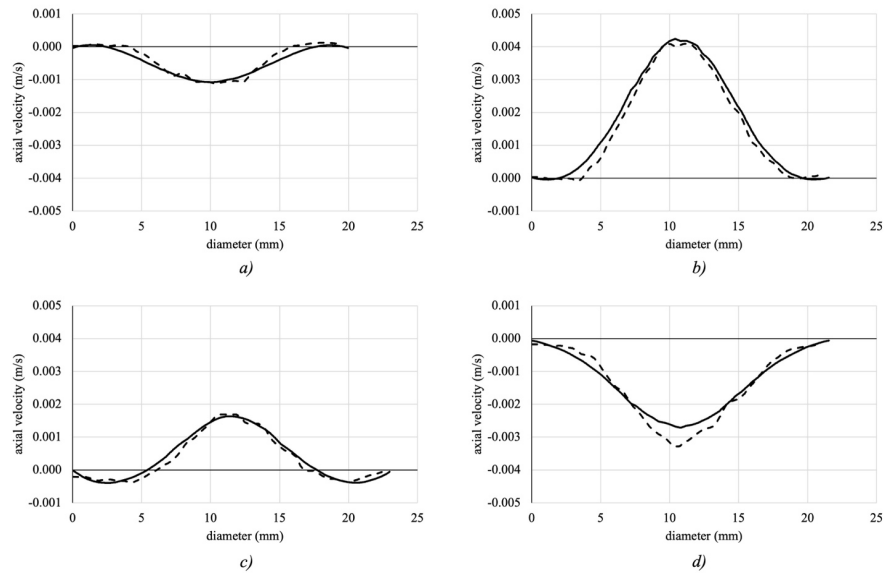 0.001
0.000
-0.001
-0.002
-0.003
-0.004
-0.005
axial velocity (m/s)
0 5 10 15 20 25
diameter (mm)
a)
0.005
0.004
0.003
0.002
0.001
0.000
-0.001
axial velocity (m/s)
0 5 10 15 20 25
diameter (mm)
b)
0.005
0.004
0.003
0.002
0.001
0.000
-0.001
axial velocity (m/s)
0 5 10 15 20 25
diameter (mm)
c)
0.001
0.000
-0.001
-0.002
-0.003
-0.004
-0.005
axial velocity (m/s)
0 5 10 15 20 25
diameter (mm)
d)